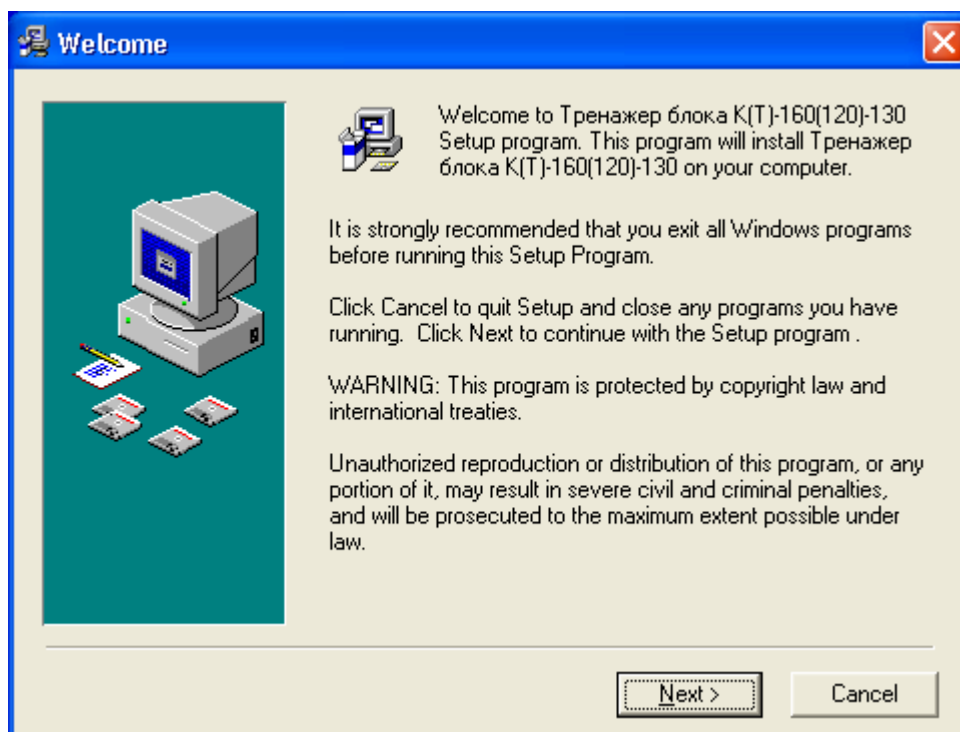 Welcome
Welcome to Тренажер блока К(Т)-160(120)-130
Setup program. This program will install Тренажер
блока К(Т)-160(120)-130 on your computer.
It is strongly recommended that you exit all Windows programs
before running this Setup Program.
Click Cancel to quit Setup and close any programs you have
running.  Click Next to continue with the Setup program .
WARNING: This program is protected by copyright law and
international treaties.
Unauthorized reproduction or distribution of this program, or any
portion of it, may result in severe civil and criminal penalties,
and will be prosecuted to the maximum extent possible under
law.
Next >
Cancel